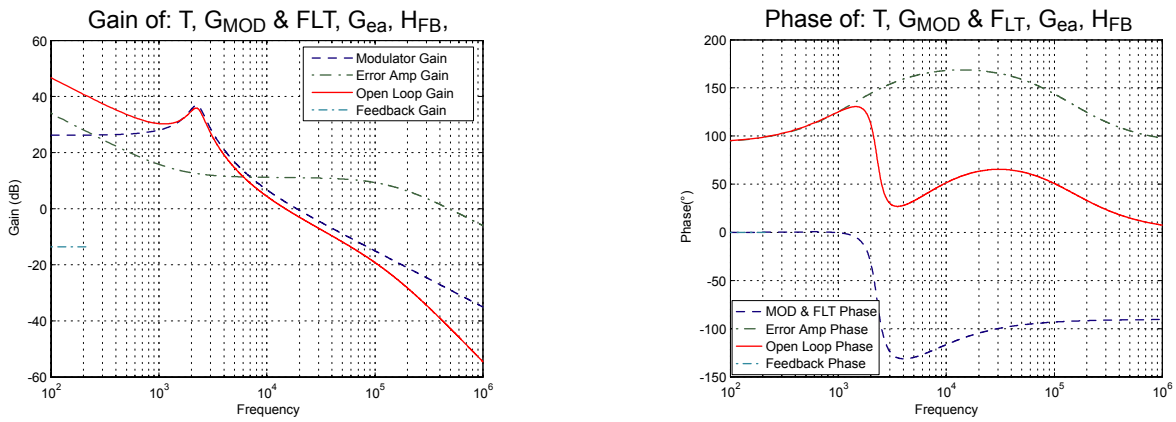 Gain of: T, GMOD & FLT, Gea, HFB,
60
40
20
0
-20
-40
-60
Gain (dB)
10^2
10^3
10^4
10^5
10^6
Frequency
Modulator Gain
Error Amp Gain
Open Loop Gain
Feedback Gain
Phase of: T, GMOD & FLT, Gea, HFB
200
150
100
50
0
-50
-100
-150
Phase(°)
10^2
10^3
10^4
10^5
10^6
Frequency
MOD & FLT Phase
Error Amp Phase
Open Loop Phase
Feedback Phase